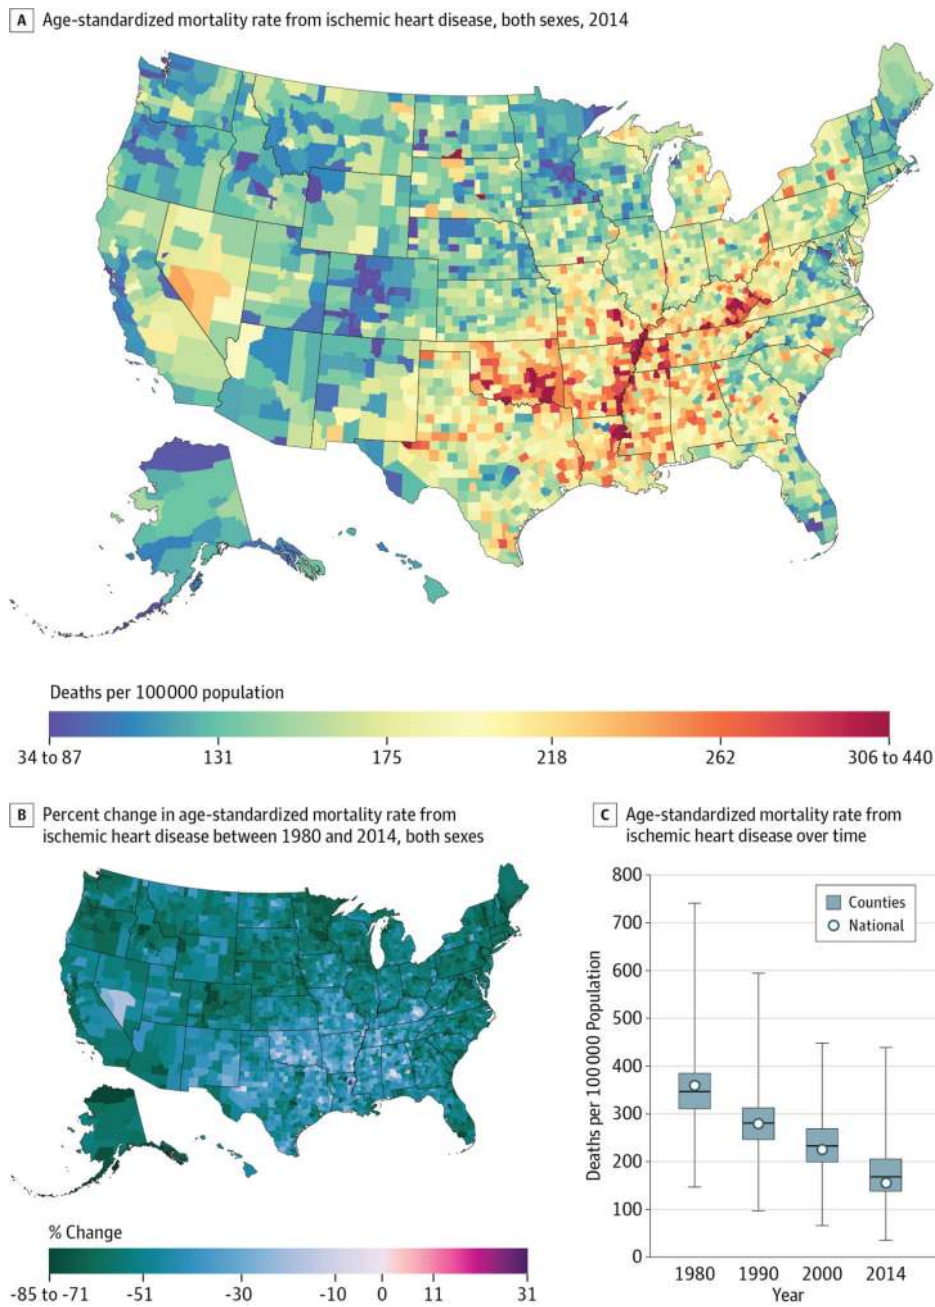 A Age-standardized mortality rate from ischemic heart disease, both sexes, 2014
Deaths per 100 000 population
34 to 87 131 175 218 262 306 to 440
B Percent change in age-standardized mortality rate from
ischemic heart disease between 1980 and 2014, both sexes
% Change
-85 to -71 -51 -30 -10 0 11 31
C Age-standardized mortality rate from
ischemic heart disease over time
Deaths per 100 000 Population
800
700
600
500
400
300
200
100
0
Counties
National
1980 1990 2000 2014
Year